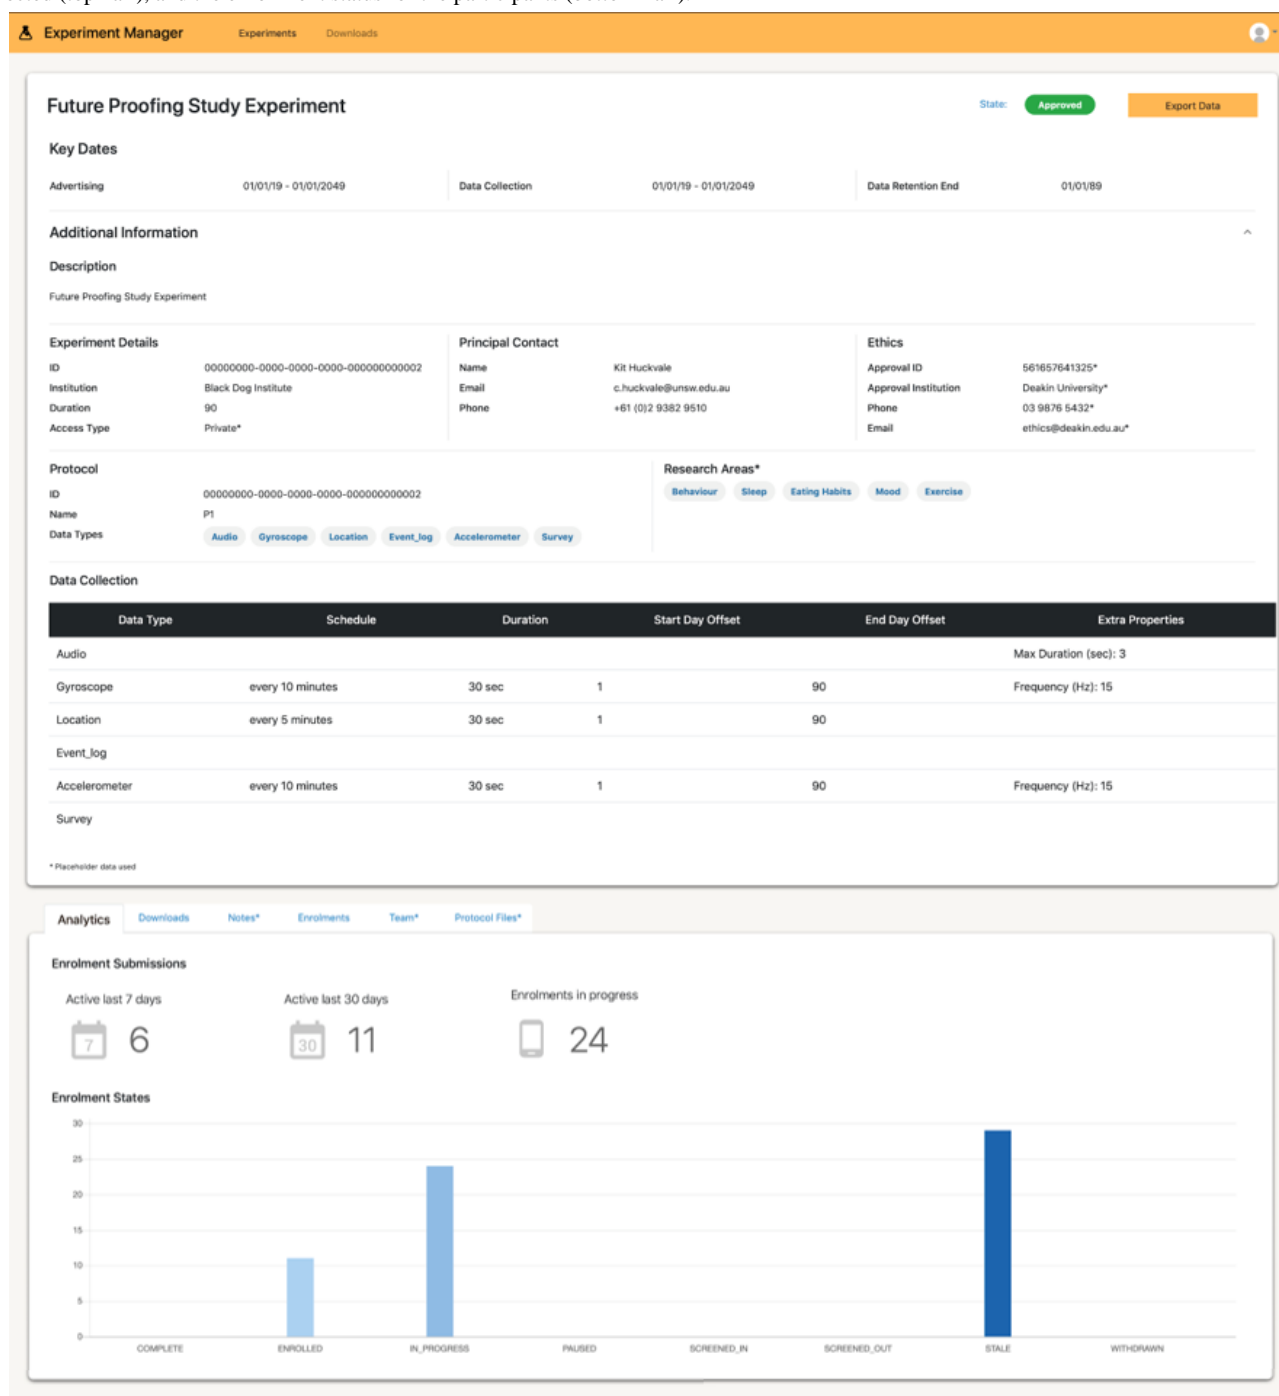 Experiment Manager Experiments Downloads
Future Proofing Study Experiment State: Approved Export Data
Key Dates
Advertising 01/01/19 - 01/01/2049 Data Collection 01/01/19 - 01/01/2049 Data Retention End 01/01/89
Additional Information
Description
Future Proofing Study Experiment
Experiment Details Principal Contact Ethics
ID 00000000-0000-0000-0000-000000000002 Name Kit Huckvale Approval ID 561657641325*
Institution Black Dog Institute Email c.huckvale@unsw.edu.au Approval Institution Deakin University*
Duration 90 Phone +61 (0)2 9382 9510 Phone 03 9876 5432*
Access Type Private* Email ethics@deakin.edu.au*
Protocol Research Areas*
ID 00000000-0000-0000-0000-000000000002 Behaviour Sleep Eating Habits Mood Exercise
Name P1
Data Types Audio Gyroscope Location Event_log Accelerometer Survey
Data Collection
Data Type Schedule Duration Start Day Offset End Day Offset Extra Properties
Audio Max Duration (sec): 3
Gyroscope every 10 minutes 30 sec 1 90 Frequency (Hz): 15
Location every 5 minutes 30 sec 1 90
Event_log
Accelerometer every 10 minutes 30 sec 1 90 Frequency (Hz): 15
Survey
* Placeholder data used
Analytics Downloads Notes* Enrolments Team* Protocol Files*
Enrolment Submissions
Active last 7 days Active last 30 days Enrolments in progress
7 6 30 11 24
Enrolment States
30
25
20
15
10
5
0
COMPLETE ENROLLED IN_PROGRESS PAUSED SCREENED_IN SCREENED_OUT STALE WITHDRAWN